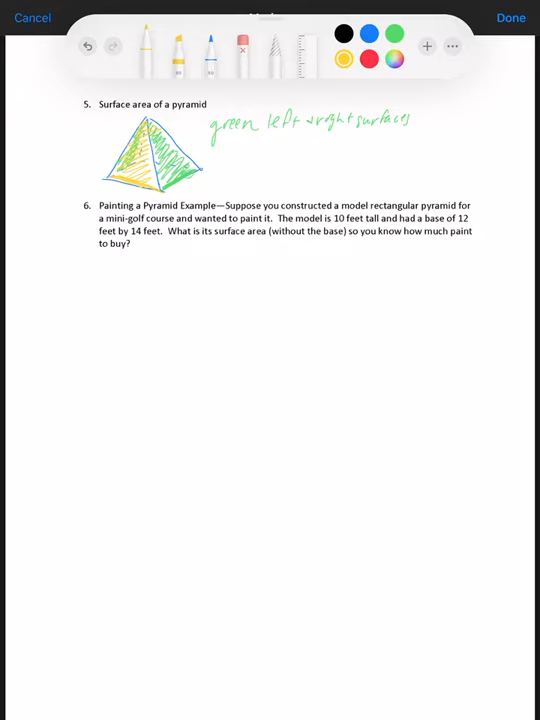 Cancel
Done
5. Surface area of a pyramid
green left & right surfaces
6. Painting a Pyramid Example—Suppose you constructed a model rectangular pyramid for
a mini-golf course and wanted to paint it. The model is 10 feet tall and had a base of 12
feet by 14 feet. What is its surface area (without the base) so you know how much paint
to buy?